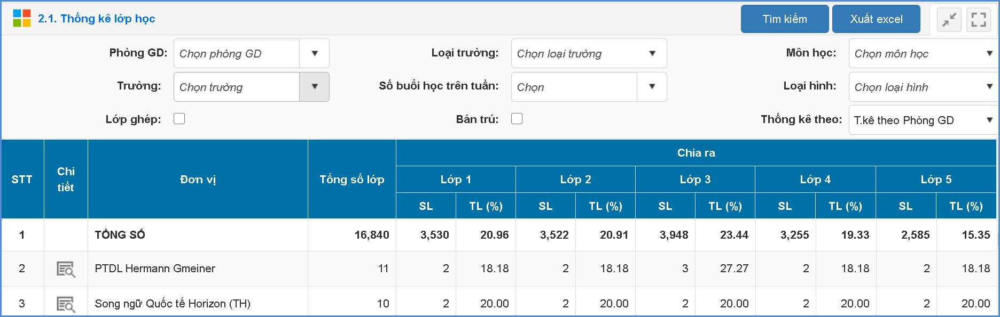 2.1. Thống kê lớp học
Tìm kiếm
Xuất excel
Phòng GD: Chọn phòng GD
Loại trường: Chọn loại trường
Môn học: Chọn môn học
Trường: Chọn trường
Số buổi học trên tuần: Chọn
Loại hình: Chọn loại hình
Lớp ghép:
Bán trú:
Thống kê theo: T.kê theo Phòng GD
STT
Chi
tiết
Đơn vị
Tổng số lớp
Chia ra
Lớp 1 Lớp 2 Lớp 3 Lớp 4 Lớp 5
SL TL (%) SL TL (%) SL TL (%) SL TL (%) SL TL (%)
1 TỔNG SỐ 16,840 3,530 20.96 3,522 20.91 3,948 23.44 3,255 19.33 2,585 15.35
2 PTDL Hermann Gmeiner 11 2 18.18 2 18.18 3 27.27 2 18.18 2 18.18
3 Song ngữ Quốc tế Horizon (TH) 10 2 20.00 2 20.00 2 20.00 2 20.00 2 20.00